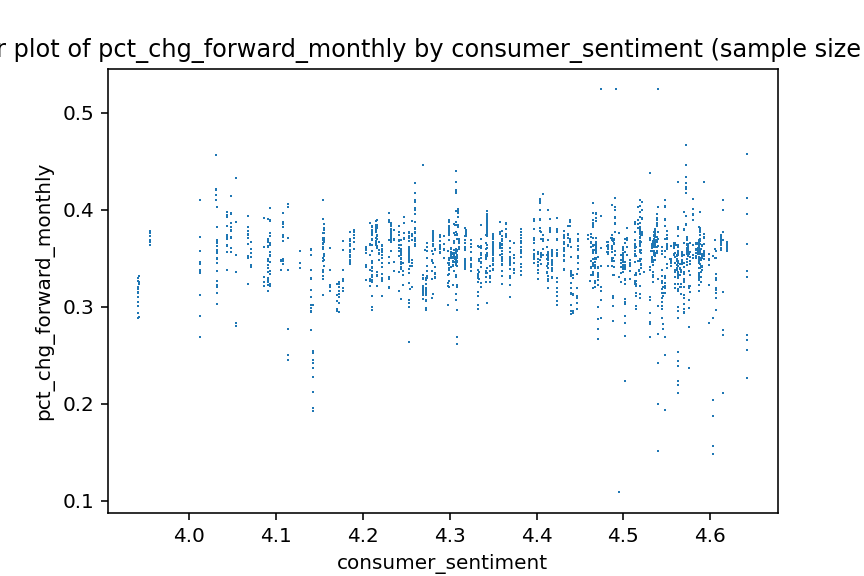 plot of pct_chg_forward_monthly by consumer_sentiment (sample size
pct_chg_forward_monthly
0.5
0.4
0.3
0.2
0.1
4.0 4.1 4.2 4.3 4.4 4.5 4.6
consumer_sentiment